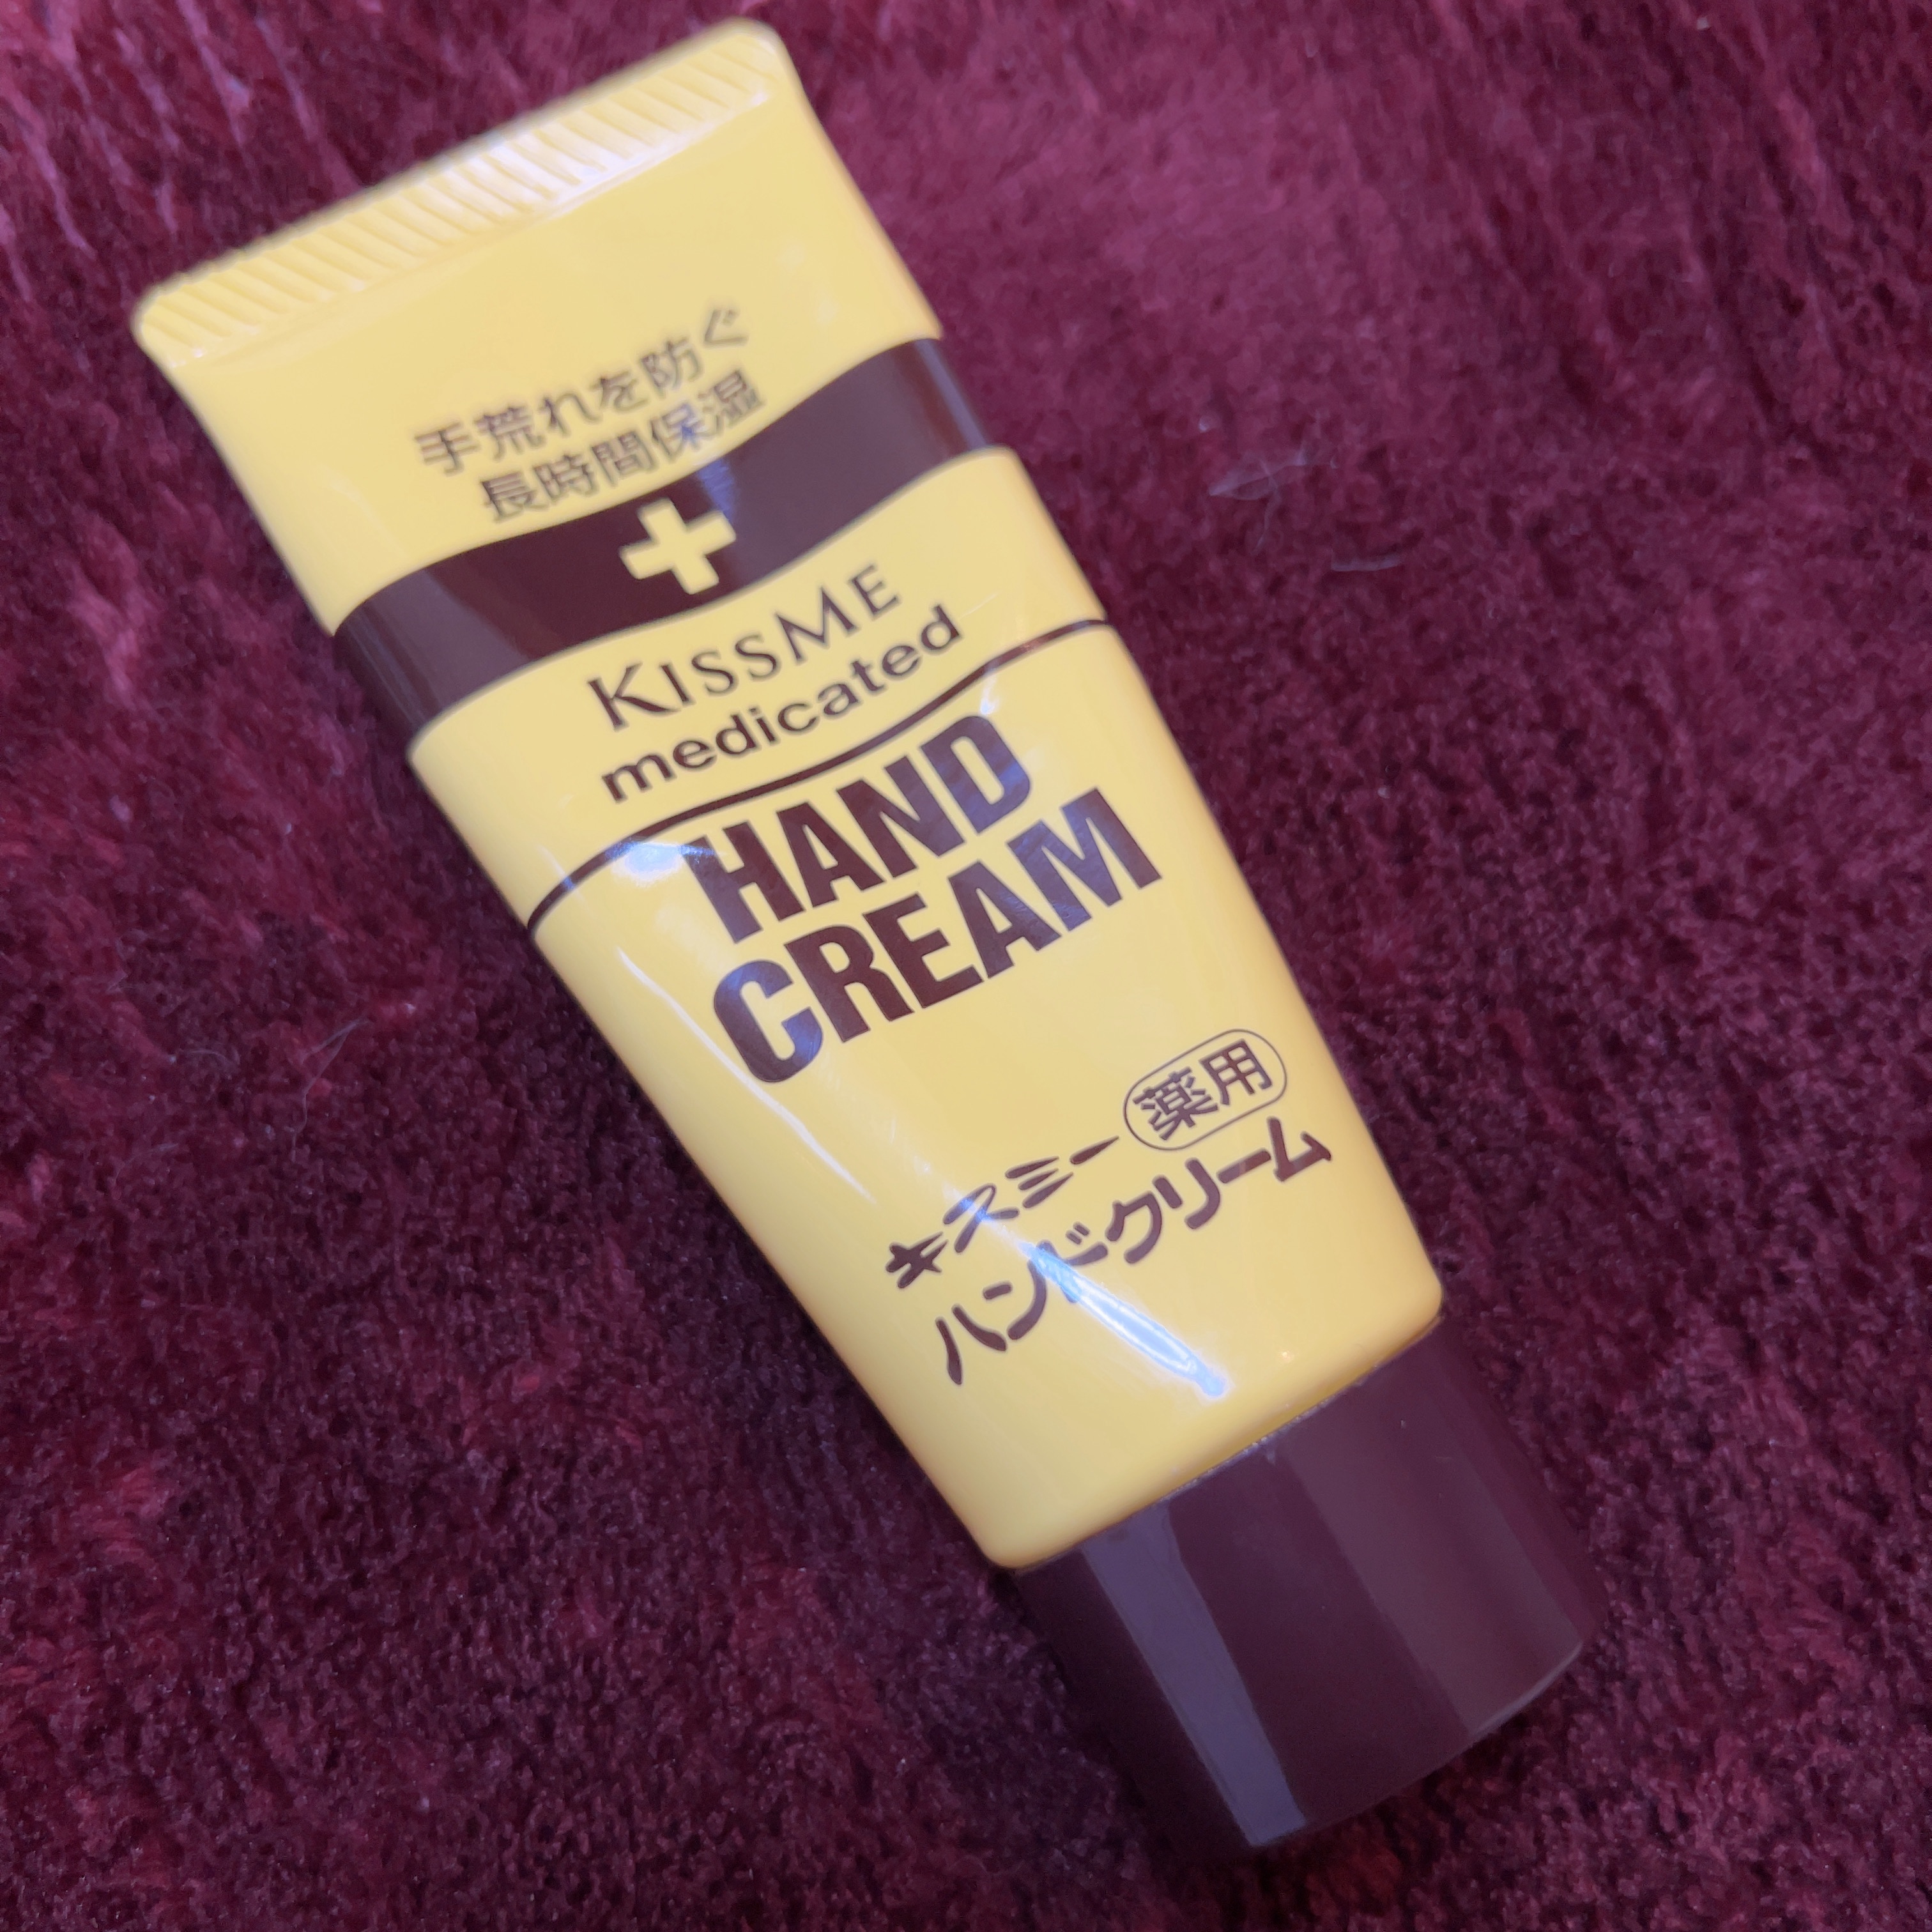 手荒れを防ぐ
長時間保湿
KISSME
medicated
HAND
CREAM
キスミー薬用
ハンドクリーム